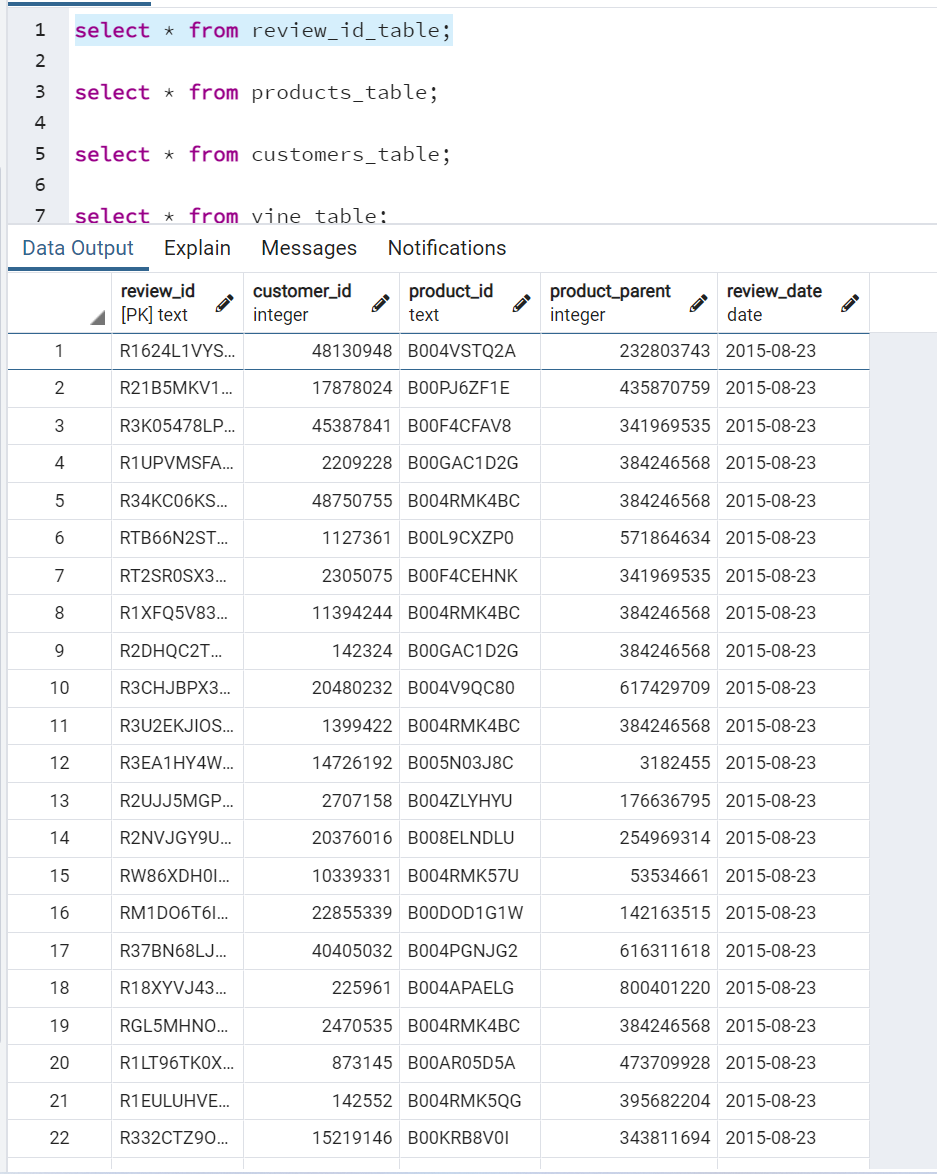 1 select * from review_id_table;
2
3 select * from products_table;
4
5 select * from customers_table;
6
7 select * from vine_table;
Data Output Explain Messages Notifications
review_id customer_id product_id product_parent review_date
[PK] text integer text integer date
1 R1624L1VYS... 48130948 B004VSTQ2A 232803743 2015-08-23
2 R21B5MKV1... 17878024 B00PJ6ZF1E 435870759 2015-08-23
3 R3K05478LP... 45387841 B00F4CFAV8 341969535 2015-08-23
4 R1UPVMSFA... 2209228 B00GAC1D2G 384246568 2015-08-23
5 R34KC06KS... 48750755 B004RMK4BC 384246568 2015-08-23
6 RTB66N2ST... 1127361 B00L9CXZP0 571864634 2015-08-23
7 RT2SR0SX3... 2305075 B00F4CEHNK 341969535 2015-08-23
8 R1XFQ5V83... 11394244 B004RMK4BC 384246568 2015-08-23
9 R2DHQC2T... 142324 B00GAC1D2G 384246568 2015-08-23
10 R3CHJBPX3... 20480232 B004V9QC80 617429709 2015-08-23
11 R3U2EKJIOS... 1399422 B004RMK4BC 384246568 2015-08-23
12 R3EA1HY4W... 14726192 B005N03J8C 3182455 2015-08-23
13 R2UJJ5MGP... 2707158 B004ZLYHYU 176636795 2015-08-23
14 R2NVJGY9U... 20376016 B008ELNDLU 254969314 2015-08-23
15 RW86XDH0I... 10339331 B004RMK57U 53534661 2015-08-23
16 RM1DO6T6I... 22855339 B00DOD1G1W 142163515 2015-08-23
17 R37BN68LJ... 40405032 B004PGNJG2 616311618 2015-08-23
18 R18XYVJ43... 225961 B004APAELG 800401220 2015-08-23
19 RGL5MHNO... 2470535 B004RMK4BC 384246568 2015-08-23
20 R1LT96TK0X... 873145 B00AR05D5A 473709928 2015-08-23
21 R1EULUHVE... 142552 B004RMK5QG 395682204 2015-08-23
22 R332CTZ9O... 15219146 B00KRB8V0I 343811694 2015-08-23